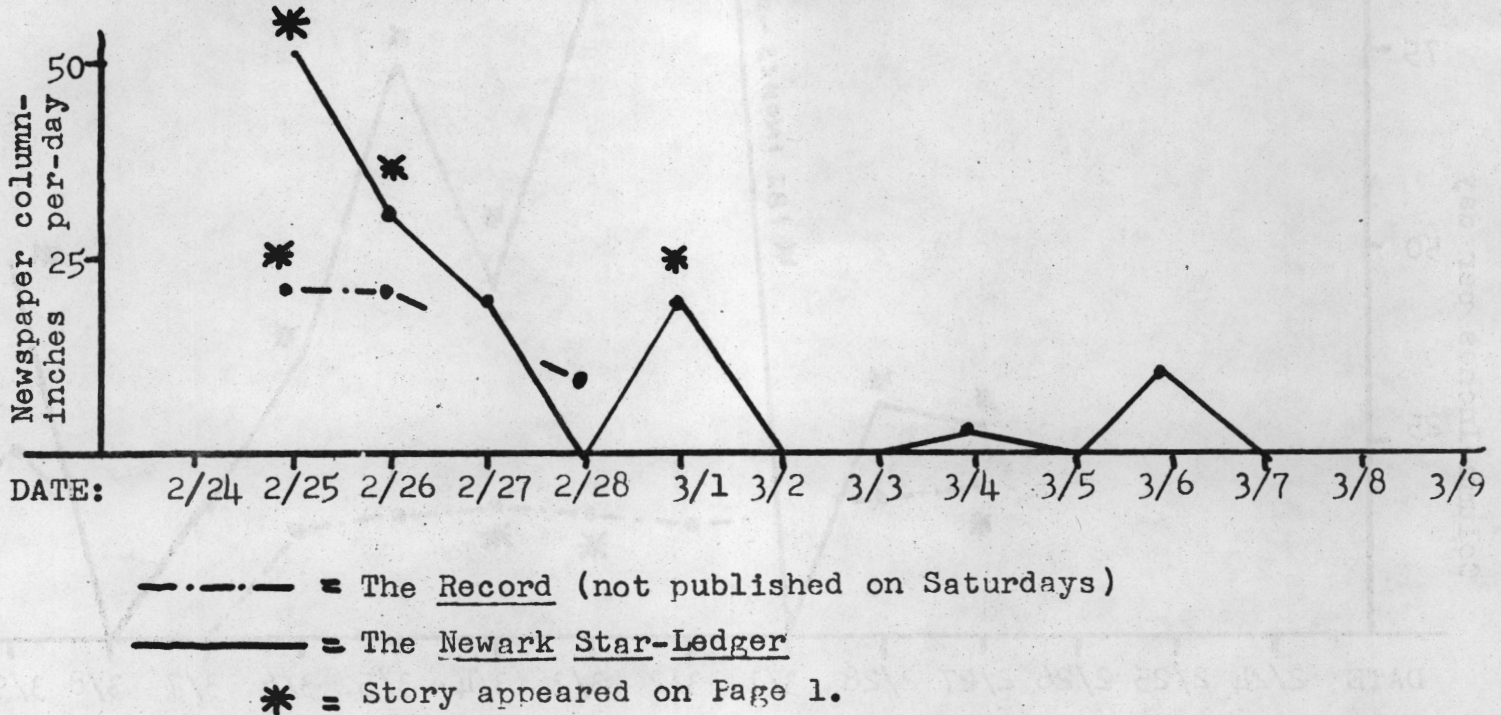 Newspaper column-
inches per-day
50
25
DATE: 2/24 2/25 2/26 2/27 2/28 3/1 3/2 3/3 3/4 3/5 3/6 3/7 3/8 3/9
= The Record (not published on Saturdays)
= The Newark Star-Ledger
* = Story appeared on Page 1.